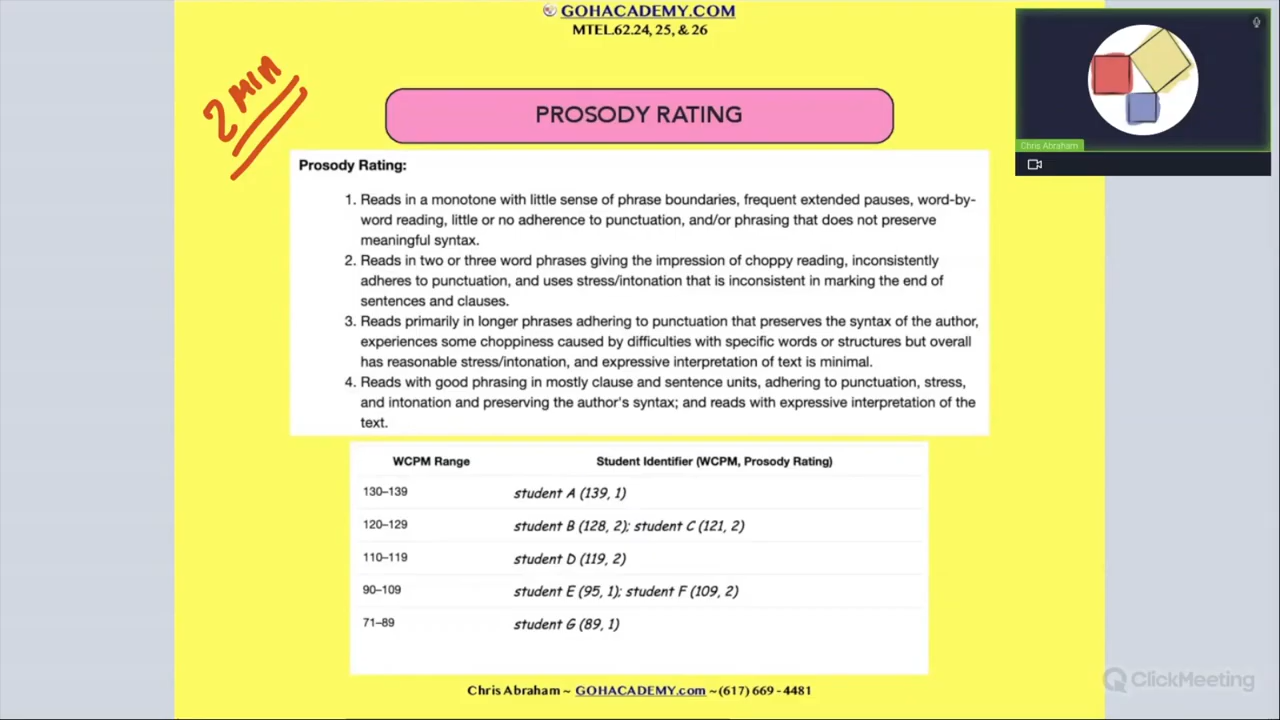 GOHACADEMY.COM
MTEL.62.24, 25, & 26
2 MIN
PROSODY RATING
Chris Abraham
Prosody Rating:
1. Reads in a monotone with little sense of phrase boundaries, frequent extended pauses, word-by-
word reading, little or no adherence to punctuation, and/or phrasing that does not preserve
meaningful syntax.
2. Reads in two or three word phrases giving the impression of choppy reading, inconsistently
adheres to punctuation, and uses stress/intonation that is inconsistent in marking the end of
sentences and clauses.
3. Reads primarily in longer phrases adhering to punctuation that preserves the syntax of the author,
experiences some choppiness caused by difficulties with specific words or structures but overall
has reasonable stress/intonation, and expressive interpretation of text is minimal.
4. Reads with good phrasing in mostly clause and sentence units, adhering to punctuation, stress,
and intonation and preserving the author's syntax; and reads with expressive interpretation of the
text.
WCPM Range Student Identifier (WCPM, Prosody Rating)
130–139 student A (139, 1)
120–129 student B (128, 2); student C (121, 2)
110–119 student D (119, 2)
90–109 student E (95, 1); student F (109, 2)
71–89 student G (89, 1)
Chris Abraham ~ GOHACADEMY.com ~(617) 669 - 4481
ClickMeeting